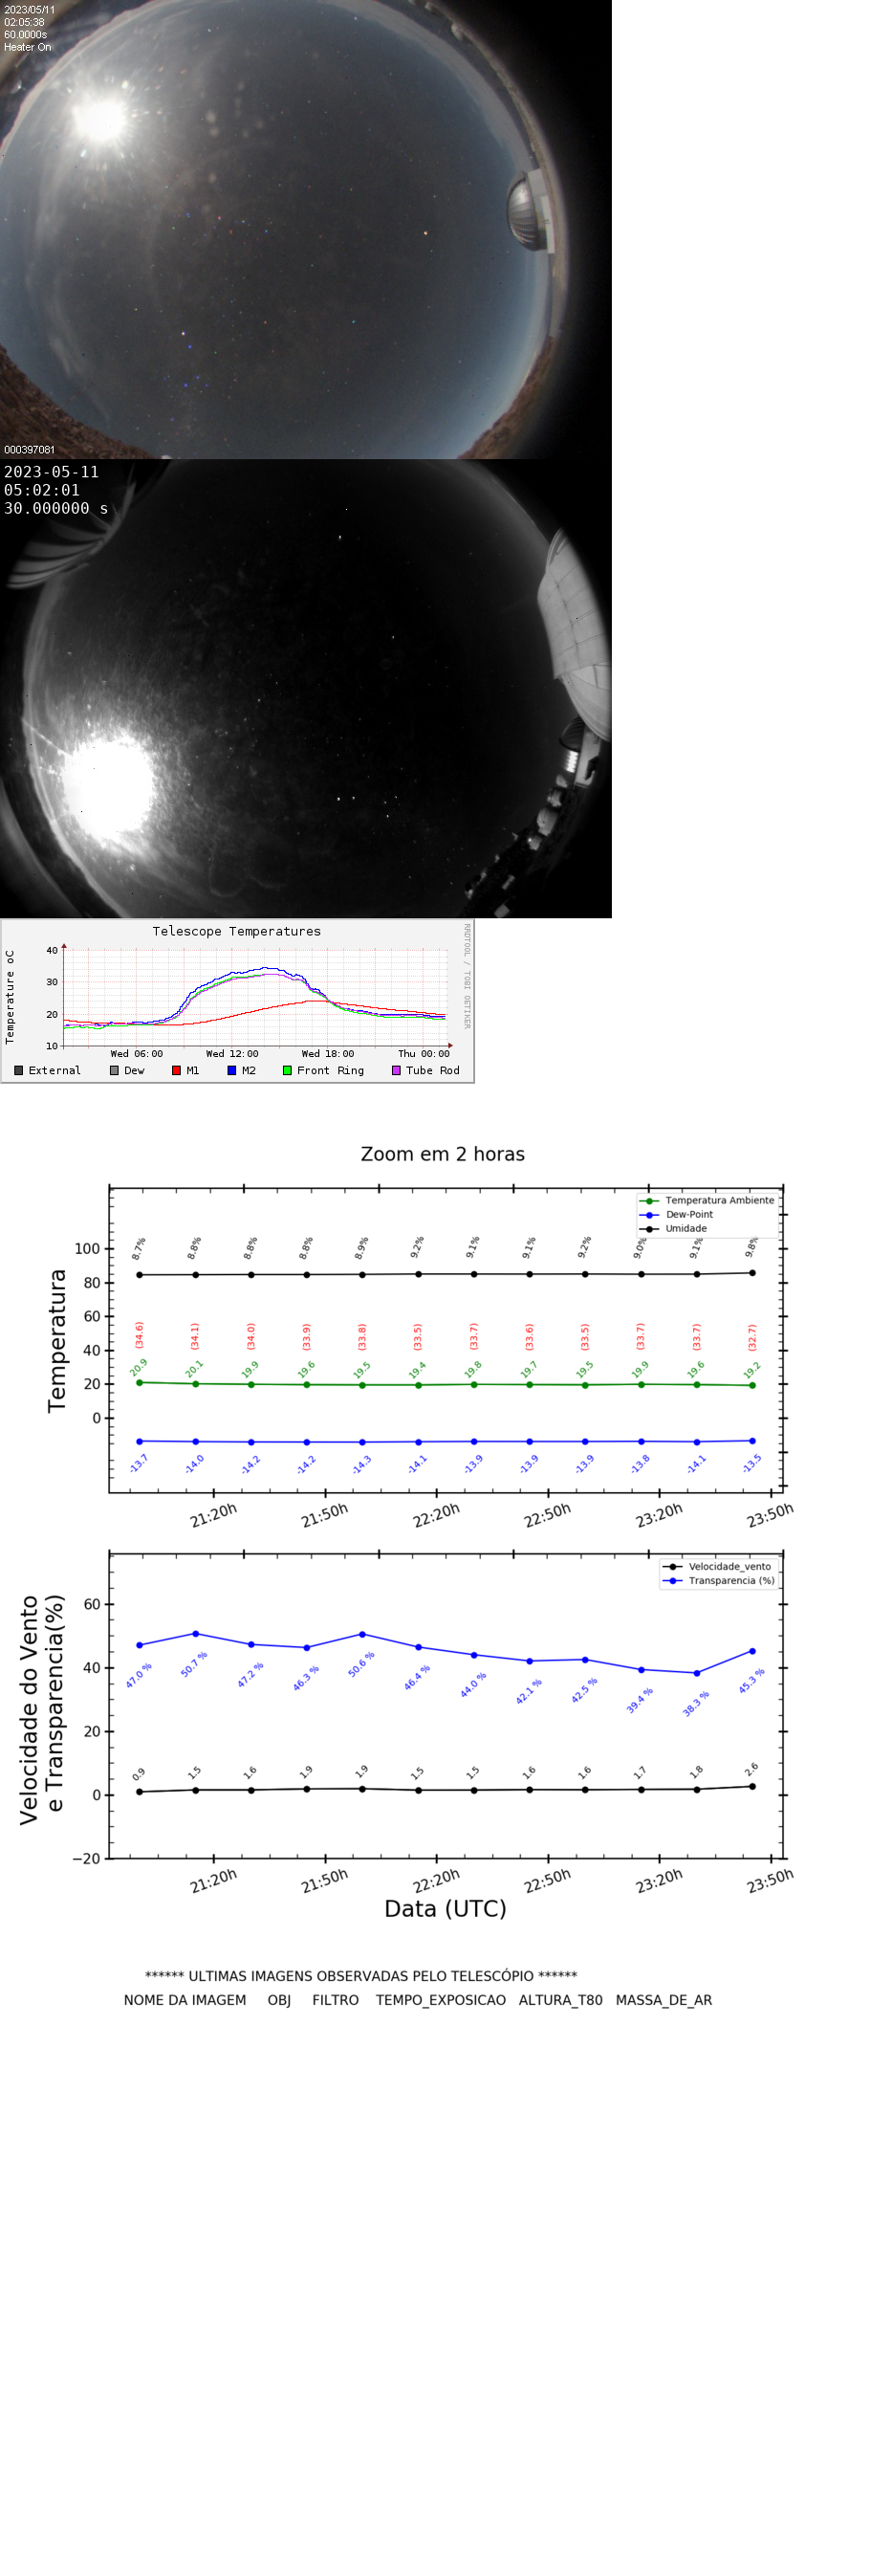 2023/05/11
02:05:38
60.0000s
Heater On
000397081
2023-05-11
05:02:01
30.000000 s
Telescope Temperatures
RRDTOOL / TOBI OETIKER
Temperature oC
40
30
20
10
Wed 06:00 Wed 12:00 Wed 18:00 Thu 00:00
External Dew M1 M2 Front Ring Tube Rod
Zoom em 2 horas
Temperatura Ambiente
Dew-Point
Umidade
Temperatura
100
80
60
40
20
0
8.7% 8.8% 8.8% 8.8% 8.9% 9.2% 9.1% 9.1% 9.2% 9.0% 9.1% 9.8%
(34.6) (34.1) (34.0) (33.9) (33.8) (33.5) (33.7) (33.6) (33.5) (33.7) (33.7) (32.7)
20.9 20.1 19.9 19.6 19.5 19.4 19.8 19.7 19.5 19.9 19.6 19.2
-13.7 -14.0 -14.2 -14.2 -14.3 -14.1 -13.9 -13.9 -13.9 -13.8 -14.1 -13.5
21:20h 21:50h 22:20h 22:50h 23:20h 23:50h
Velocidade_vento
Transparencia (%)
Velocidade do Vento
e Transparencia(%)
60
40
20
0
−20
47.0 % 50.7 % 47.2 % 46.3 % 50.6 % 46.4 % 44.0 % 42.1 % 42.5 % 39.4 % 38.3 % 45.3 %
0.9 1.5 1.6 1.9 1.9 1.5 1.5 1.6 1.6 1.7 1.8 2.6
21:20h 21:50h 22:20h 22:50h 23:20h 23:50h
Data (UTC)
****** ULTIMAS IMAGENS OBSERVADAS PELO TELESCÓPIO ******
NOME DA IMAGEM OBJ FILTRO TEMPO_EXPOSICAO ALTURA_T80 MASSA_DE_AR